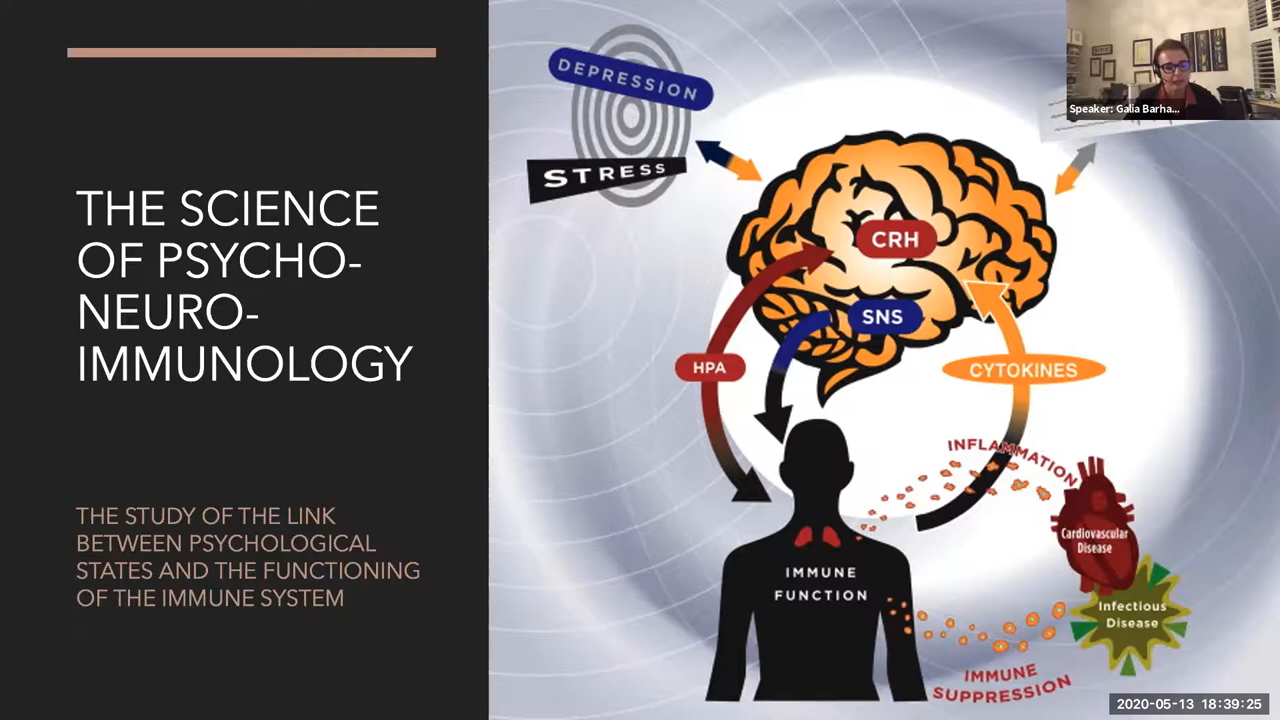 THE SCIENCE
OF PSYCHO-
NEURO-
IMMUNOLOGY
THE STUDY OF THE LINK
BETWEEN PSYCHOLOGICAL
STATES AND THE FUNCTIONING
OF THE IMMUNE SYSTEM
DEPRESSION
STRESS
CRH
SNS
HPA
CYTOKINES
INFLAMMATION
Cardiovascular
Disease
IMMUNE
FUNCTION
Infectious
Disease
IMMUNE
SUPPRESSION
Speaker: Galia Barha...
2020-05-13 18:39:25